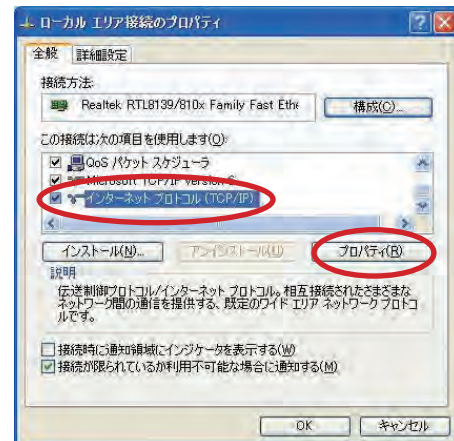 ローカル エリア接続のプロパティ
全般 詳細設定
接続方法:
Realtek RTL8139/810x Family Fast Ethe 構成(C)...
この接続は次の項目を使用します(O):
QoS パケット スケジューラ
Microsoft TCP/IP version 6
インターネット プロトコル (TCP/IP)
インストール(N)... アンインストール(U) プロパティ(R)
説明
伝送制御プロトコル/インターネット プロトコル。相互接続されたさまざまな
ネットワーク間の通信を提供する、既定のワイド エリア ネットワーク プロトコ
ルです。
接続時に通知領域にインジケータを表示する(W)
接続が限られているか利用不可能な場合に通知する(M)
OK キャンセル